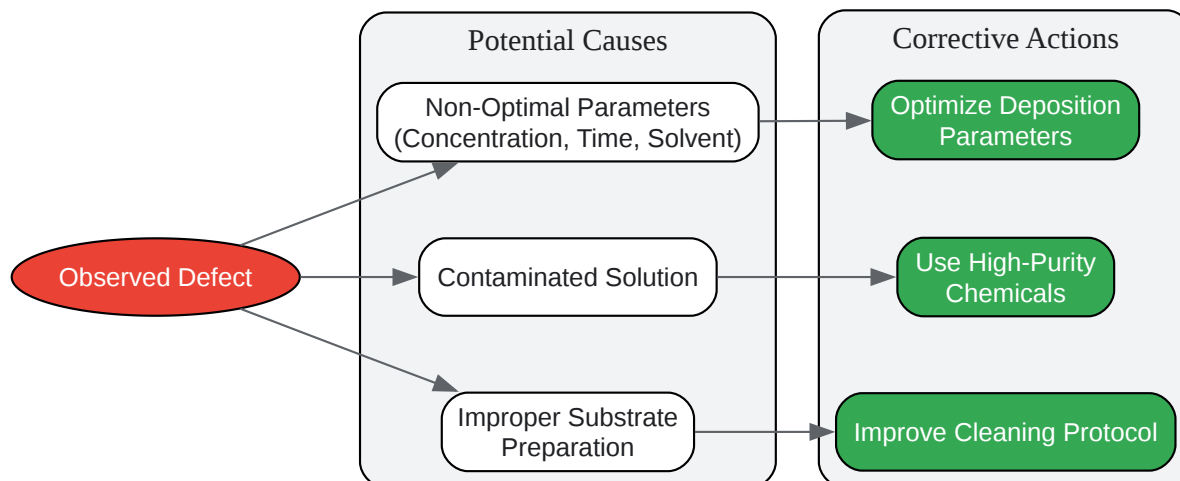 Potential Causes
Corrective Actions
Non-Optimal Parameters
(Concentration, Time, Solvent)
Optimize Deposition
Parameters
Observed Defect
Contaminated Solution
Use High-Purity
Chemicals
Improper Substrate
Preparation
Improve Cleaning Protocol